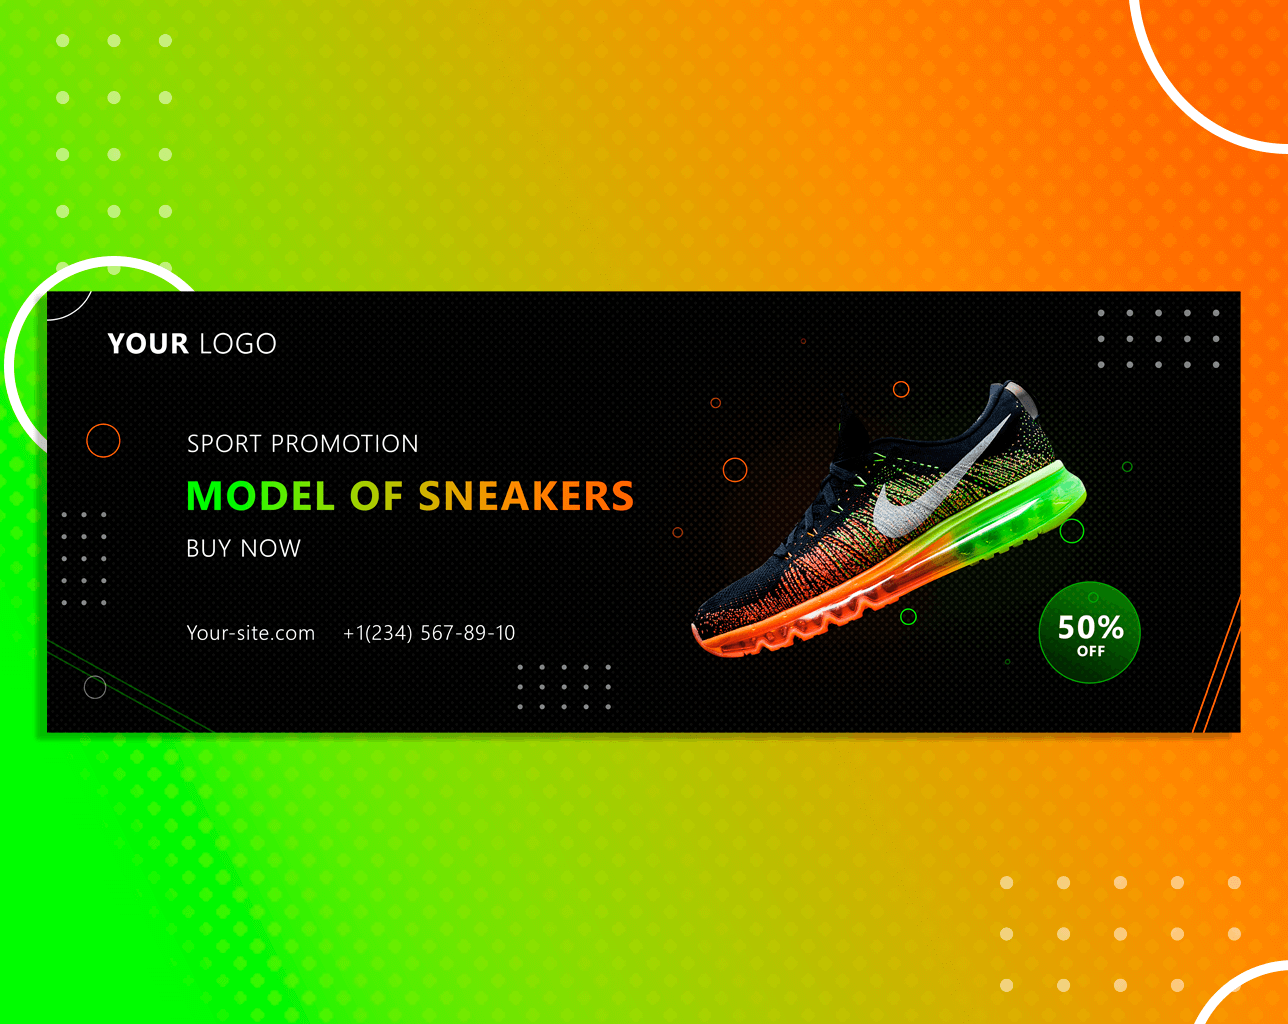 YOUR LOGO
SPORT PROMOTION
MODEL OF SNEAKERS
BUY NOW
Your-site.com +1(234) 567-89-10
50%
OFF